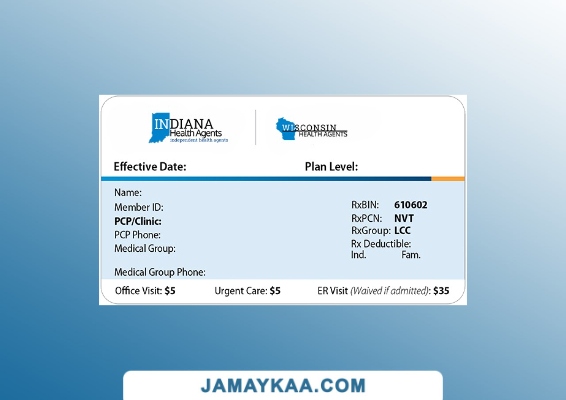 INDIANA
Health Agents
independent health agents
WISCONSIN
HEALTH AGENTS
Effective Date: Plan Level:
Name:
Member ID:
PCP/Clinic:
PCP Phone:
Medical Group:
Medical Group Phone:
RxBIN: 610602
RxPCN: NVT
RxGroup: LCC
Rx Deductible:
Ind. Fam.
Office Visit: $5 Urgent Care: $5 ER Visit (Waived if admitted): $35
JAMAYKAA.COM